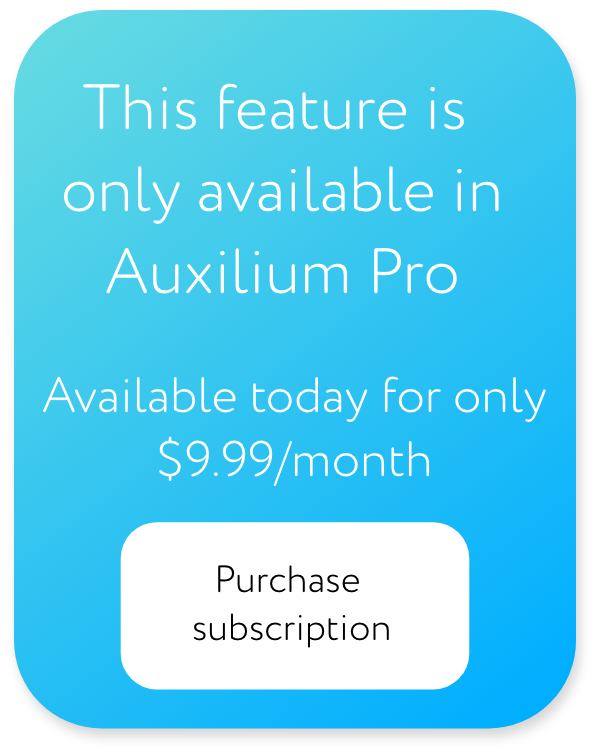 This feature is
only available in
Auxilium Pro
Available today for only
$9.99/month
Purchase
subscription